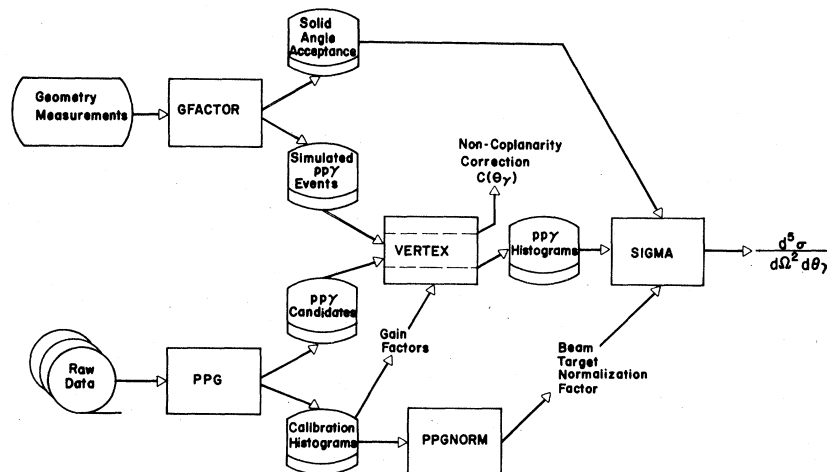 Solid
Angle
Acceptance
Geometry
Measurements
GFACTOR
Simulated
ppγ
Events
Non-Coplanarity
Correction
C(θγ)
VERTEX
ppγ
Histograms
SIGMA
d⁵σ
dΩ² dθγ
ppγ
Candidates
Gain
Factors
Raw
Data
PPG
Beam
Target
Normalization
Factor
Calibration
Histograms
PPGNORM